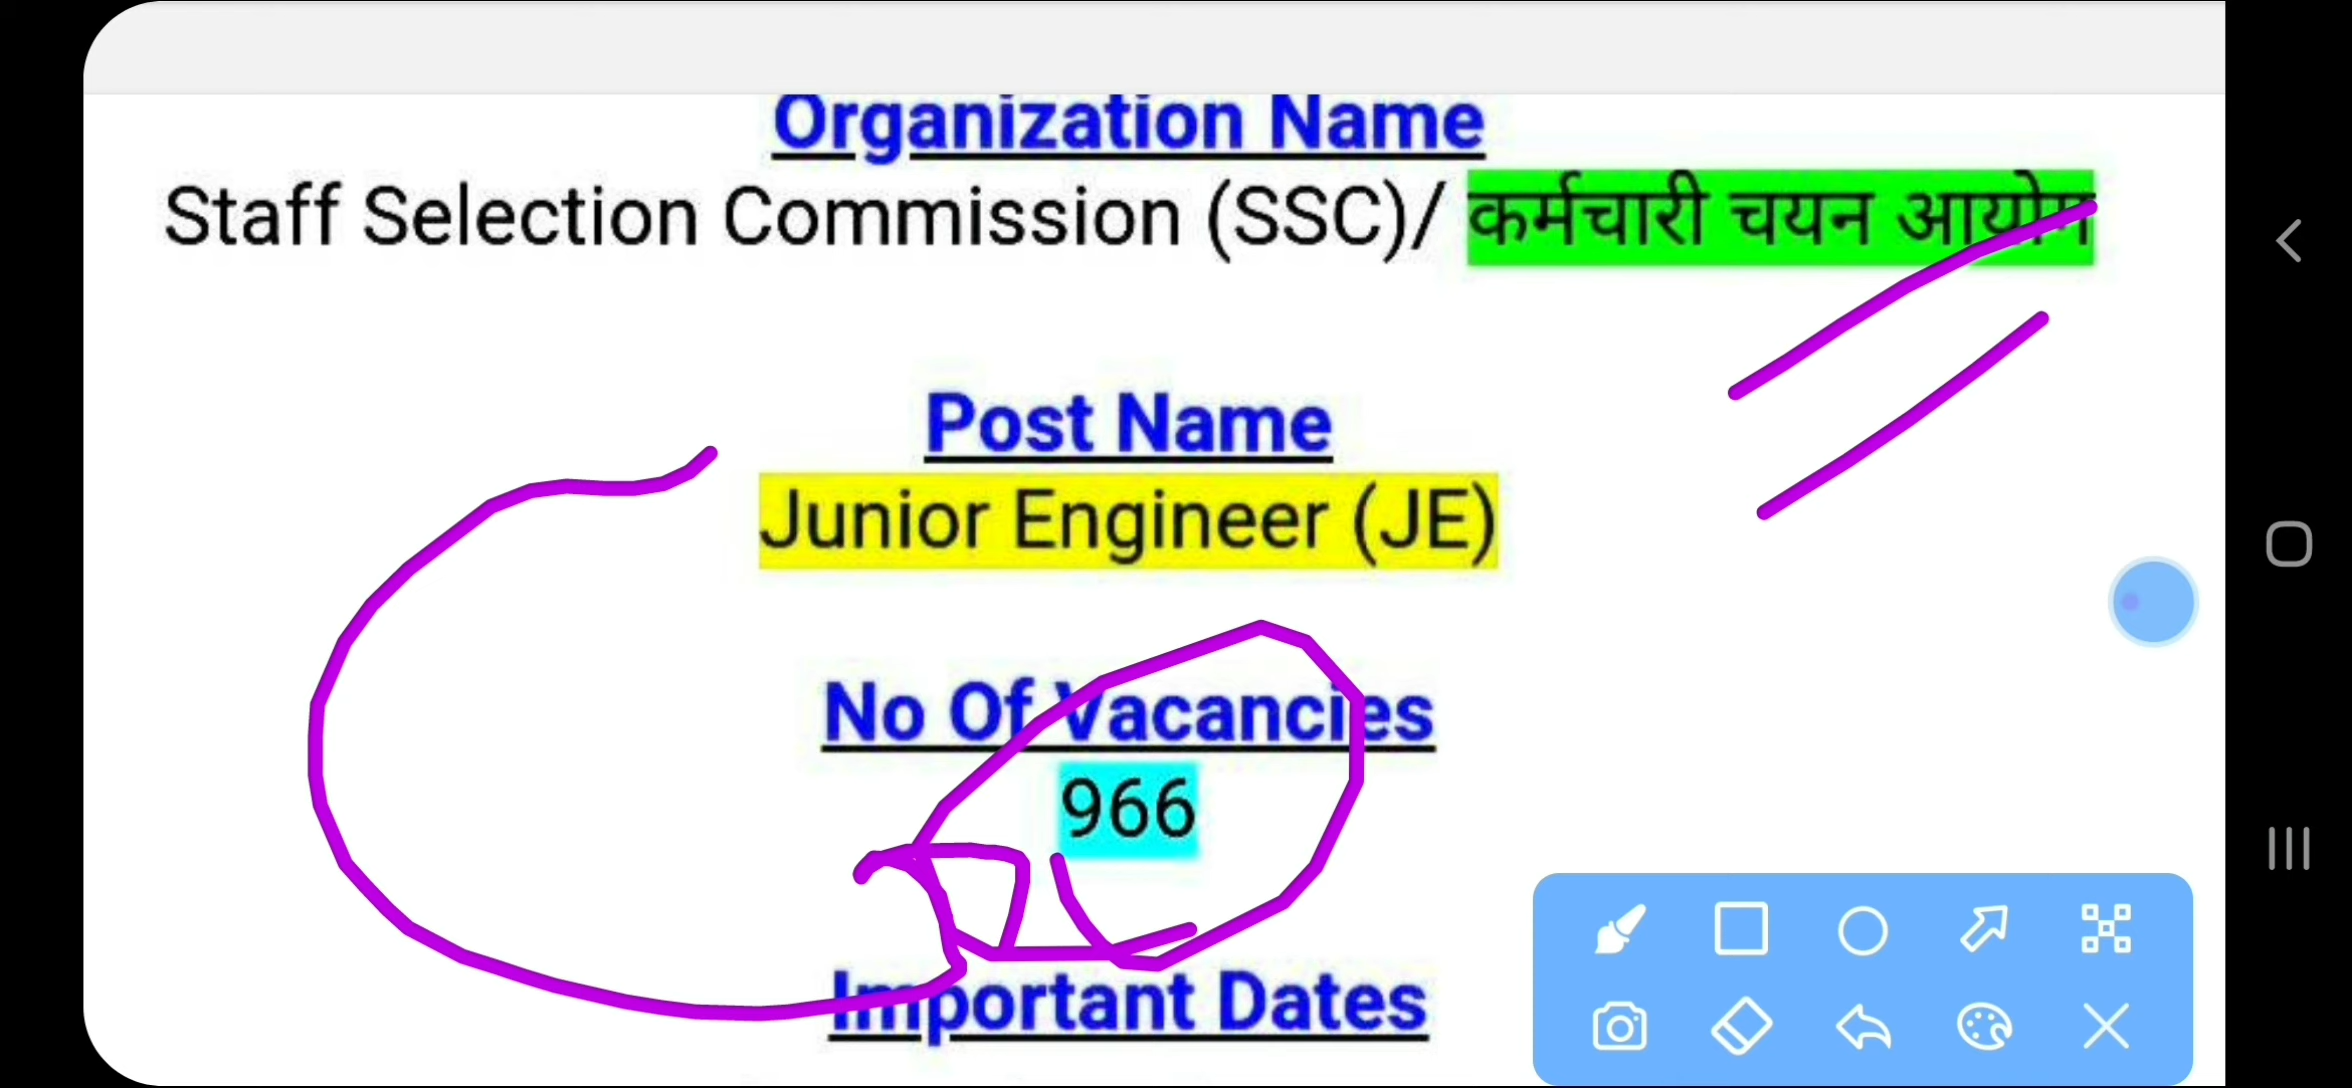 Organization Name
Staff Selection Commission (SSC)/ कर्मचारी चयन आयोग
Post Name
Junior Engineer (JE)
No Of Vacancies
966
Important Dates